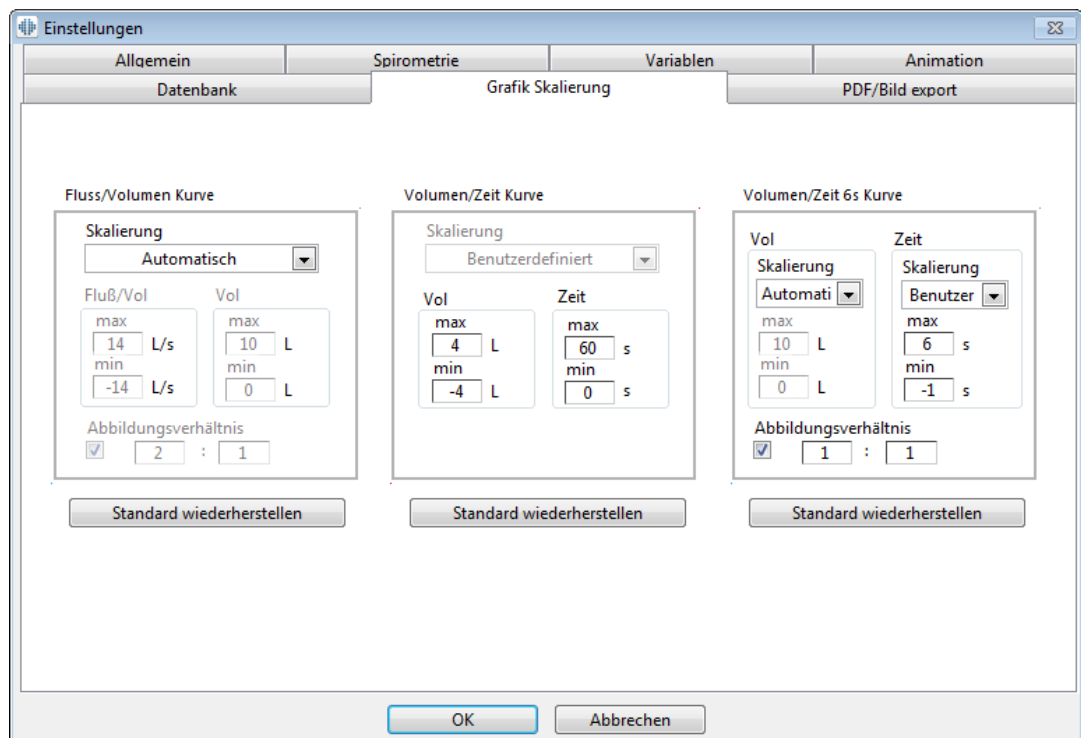 Einstellungen
Allgemein Spirometrie Variablen Animation
Datenbank Grafik Skalierung PDF/Bild export
Fluss/Volumen Kurve
Skalierung
Automatisch
Fluß/Vol Vol
max max
14 L/s 10 L
min min
-14 L/s 0 L
Abbildungsverhältnis
2 : 1
Standard wiederherstellen
Volumen/Zeit Kurve
Skalierung
Benutzerdefiniert
Vol Zeit
max max
4 L 60 s
min min
-4 L 0 s
Standard wiederherstellen
Volumen/Zeit 6s Kurve
Vol Zeit
Skalierung Skalierung
Automati Benutzer
max max
10 L 6 s
min min
0 L -1 s
Abbildungsverhältnis
1 : 1
Standard wiederherstellen
OK Abbrechen